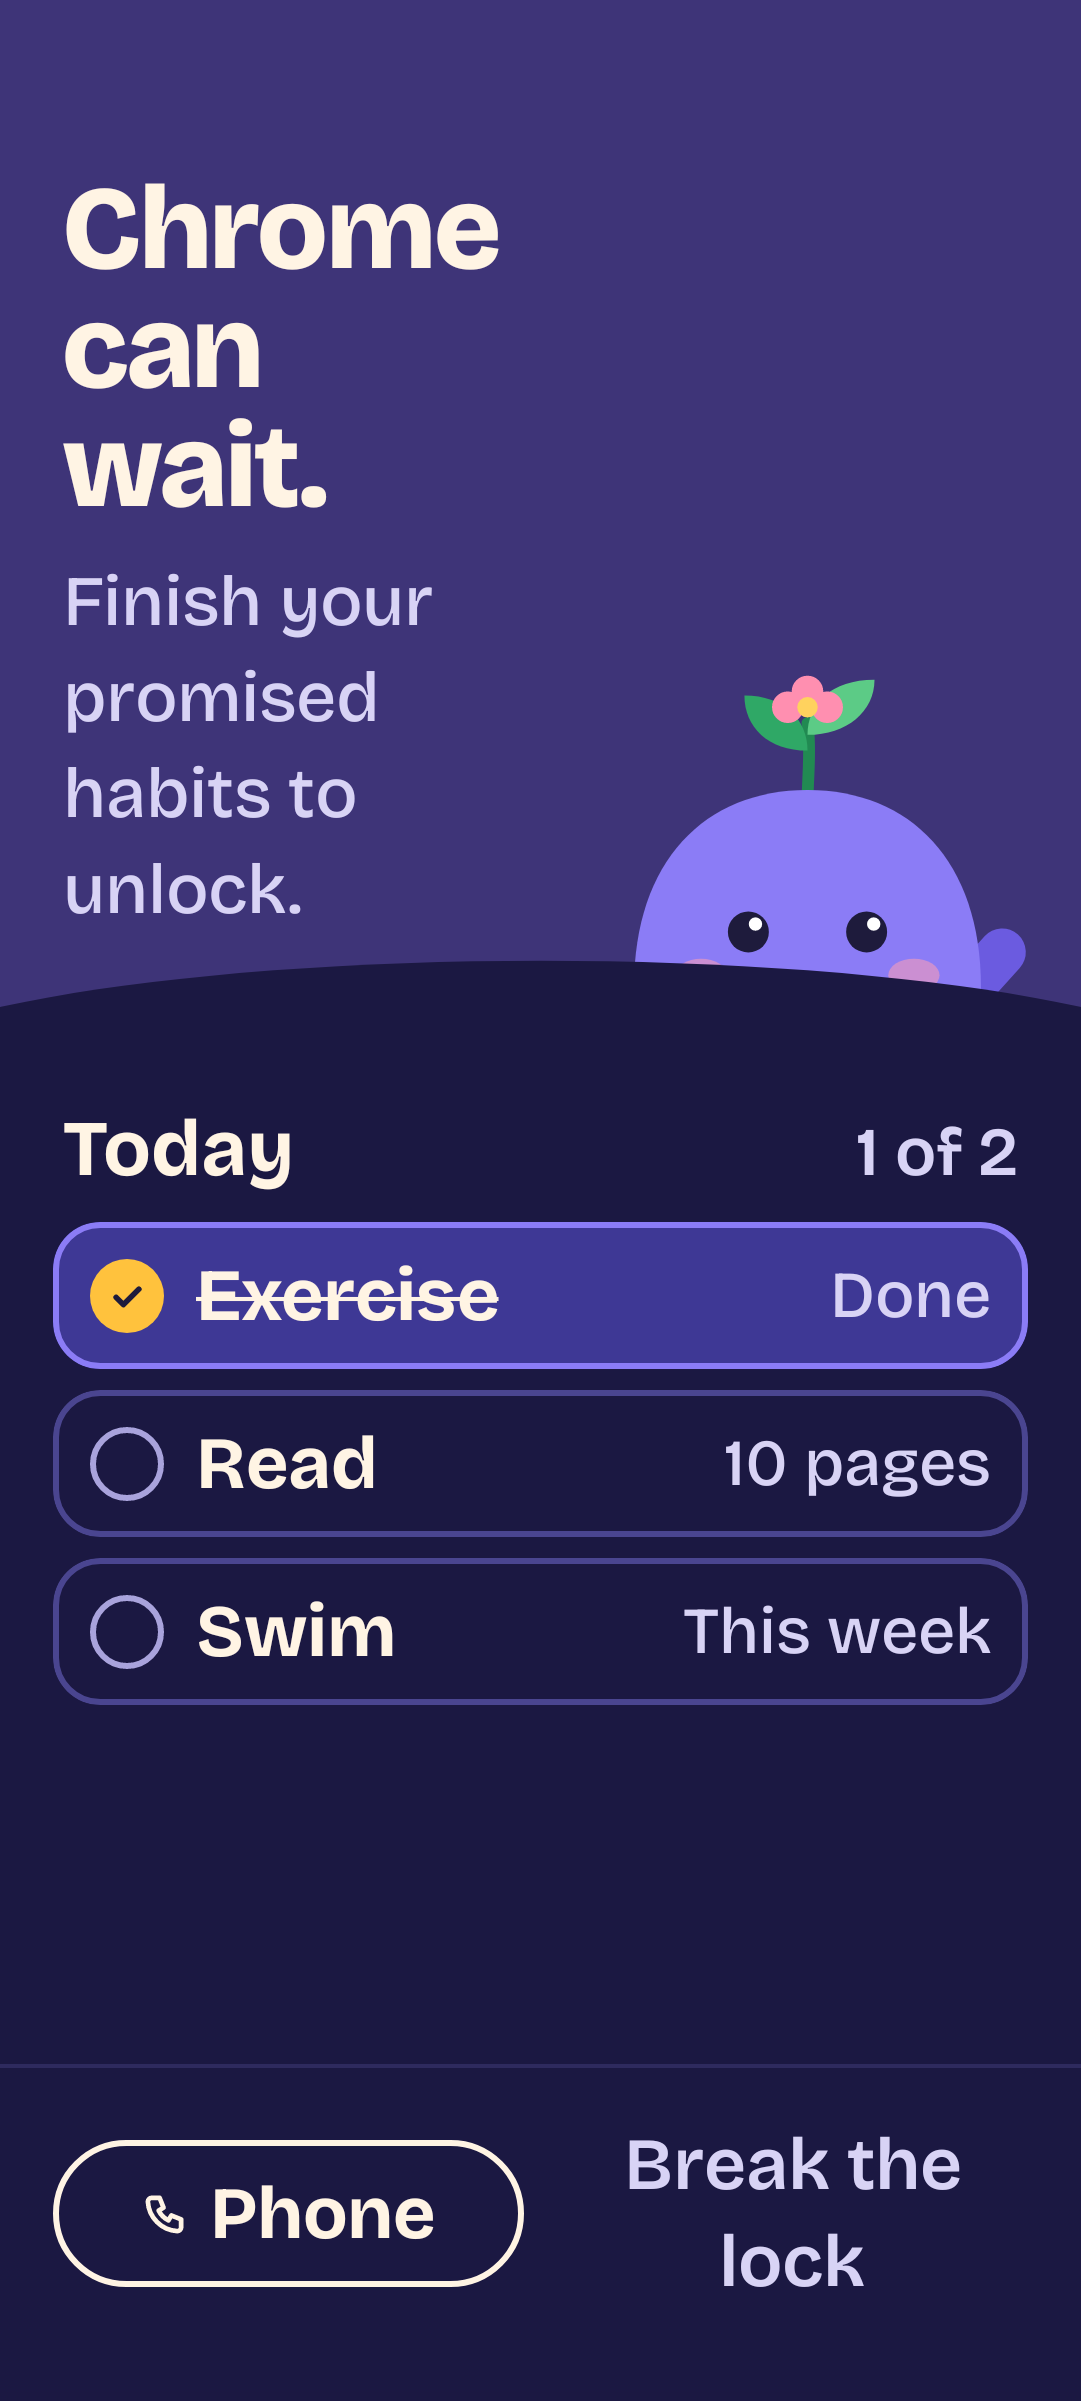 Chrome
can
wait.
Finish your
promised
habits to
unlock.
Today
1 of 2
Exercise
Done
Read
10 pages
Swim
This week
Phone
Break the
lock